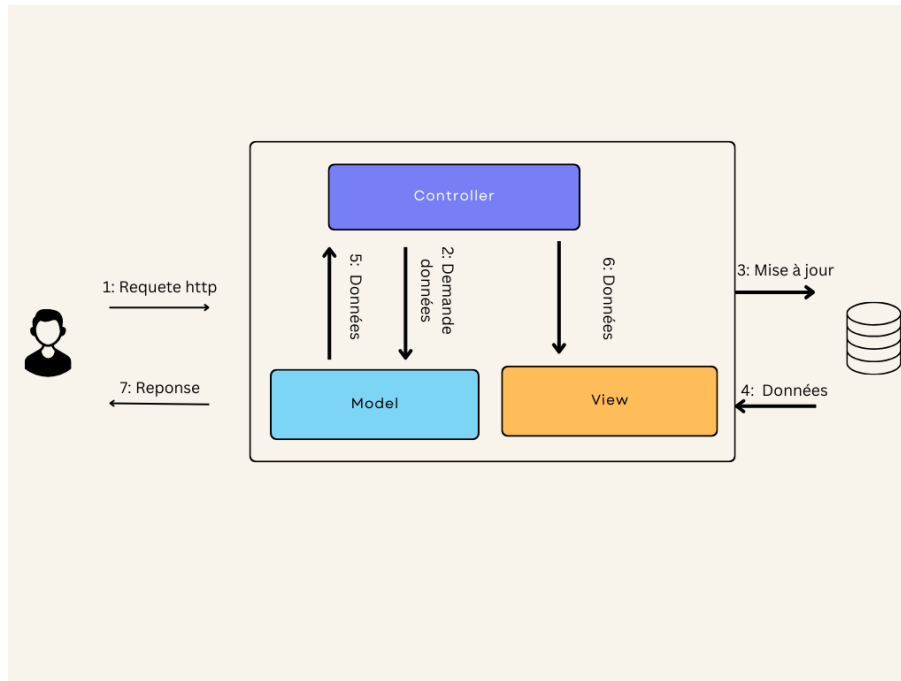 Controller
1: Requete http
5: Données
2: Demande
données
6: Données
3: Mise à jour
7: Reponse
Model
View
4: Données